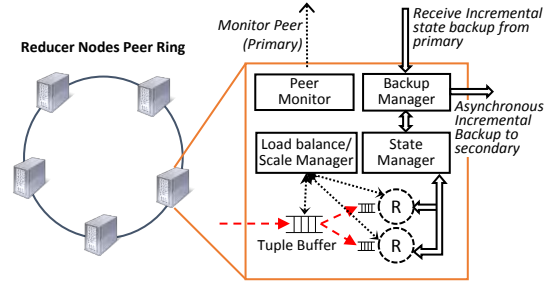 Monitor Peer
(Primary)
Receive Incremental
state backup from
primary
Reducer Nodes Peer Ring
Peer
Monitor
Backup
Manager
Asynchronous
Incremental
Backup to
secondary
Load balance/
Scale Manager
State
Manager
R
R
Tuple Buffer